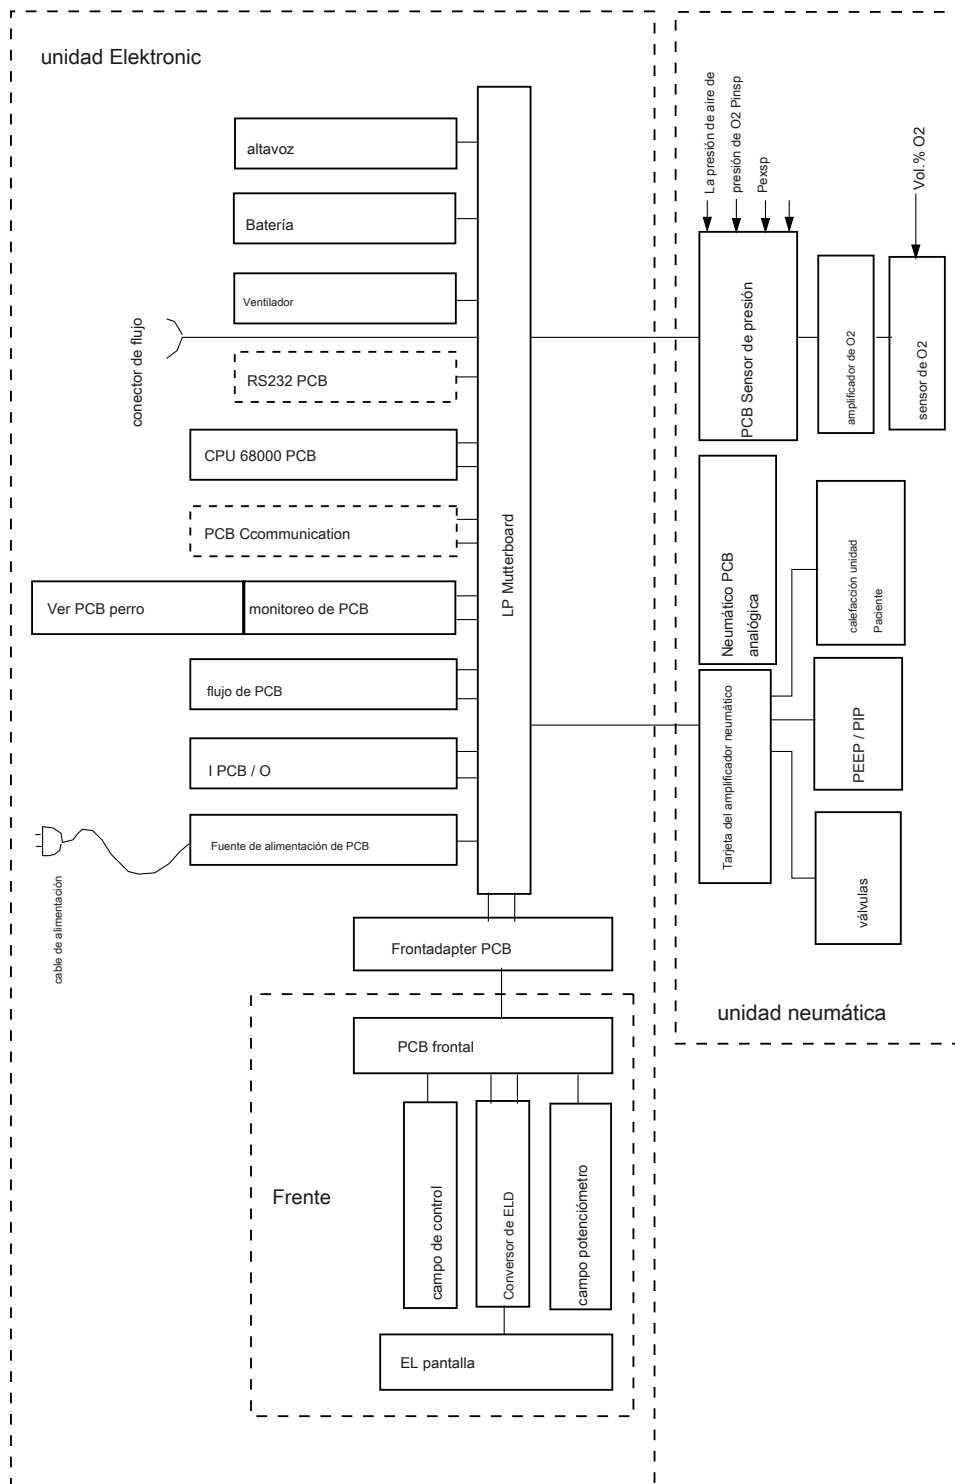 unidad Elektronic
altavoz
Batería
Ventilador
conector de flujo
RS232 PCB
CPU 68000 PCB
PCB Ccommunication
Ver PCB perro
monitoreo de PCB
flujo de PCB
I PCB / O
Fuente de alimentación de PCB
cable de alimentación
LP Mutterboard
Frontadapter PCB
PCB frontal
Frente
campo de control
Conversor de ELD
campo potenciómetro
EL pantalla
La presión de aire de
presión de O2 Pinsp
Pexsp
Vol.% O2
PCB Sensor de presión
amplificador de O2
sensor de O2
Neumático PCB
analógica
calefacción unidad
Paciente
Tarjeta del amplificador neumático
PEEP / PIP
válvulas
unidad neumática